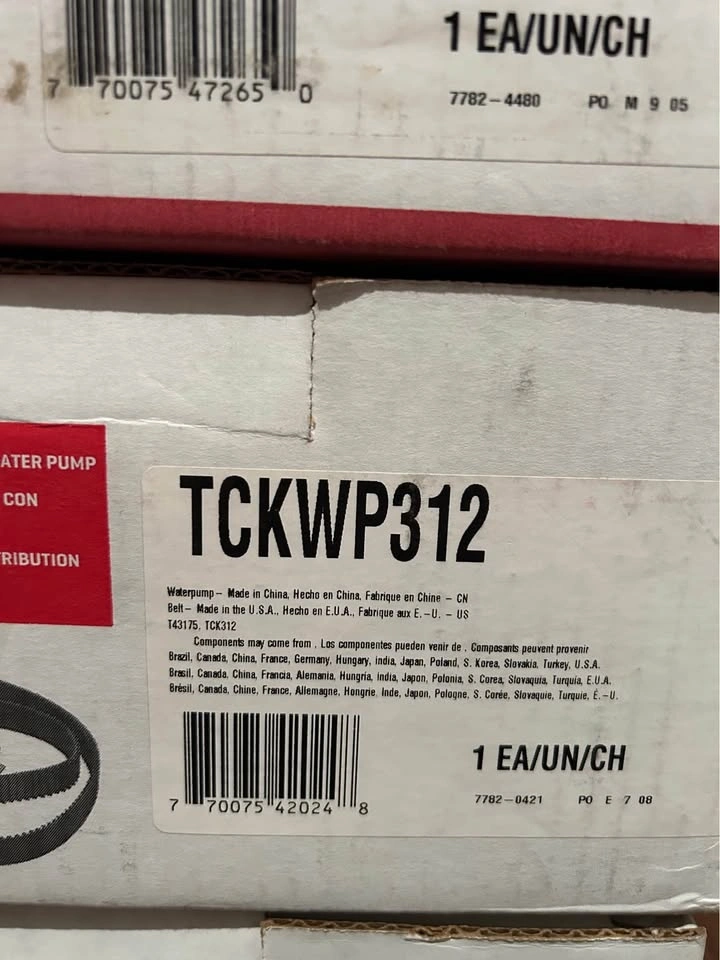 7 70075 47265 0
1 EA/UN/CH
7782-4480 PO M 9 05
ATER PUMP
CON
RIBUTION
TCKWP312
Waterpump - Made in China, Hecho en China, Fabrique en Chine - CN
Belt - Made in the U.S.A., Hecho en E.U.A., Fabrique aux E.-U. - US
T43175, TCK312
Components may come from . Los componentes pueden venir de . Composants peuvent provenir
Brazil, Canada, China, France, Germany, Hungary, india, Japan, Poland, S. Korea, Slovakia, Turkey, U.S.A.
Brasil, Canada, China, Francia, Alemania, Hungría, india, Japon, Polonia, S. Corea, Slovaquia, Turquía, E.U.A.
Brésil, Canada, Chine, France, Allemagne, Hongrie, Inde, Japon, Pologne, S. Corée, Slovaquie, Turquie, É.-U.
7 70075 42024 8
1 EA/UN/CH
7782-0421 PO E 7 08